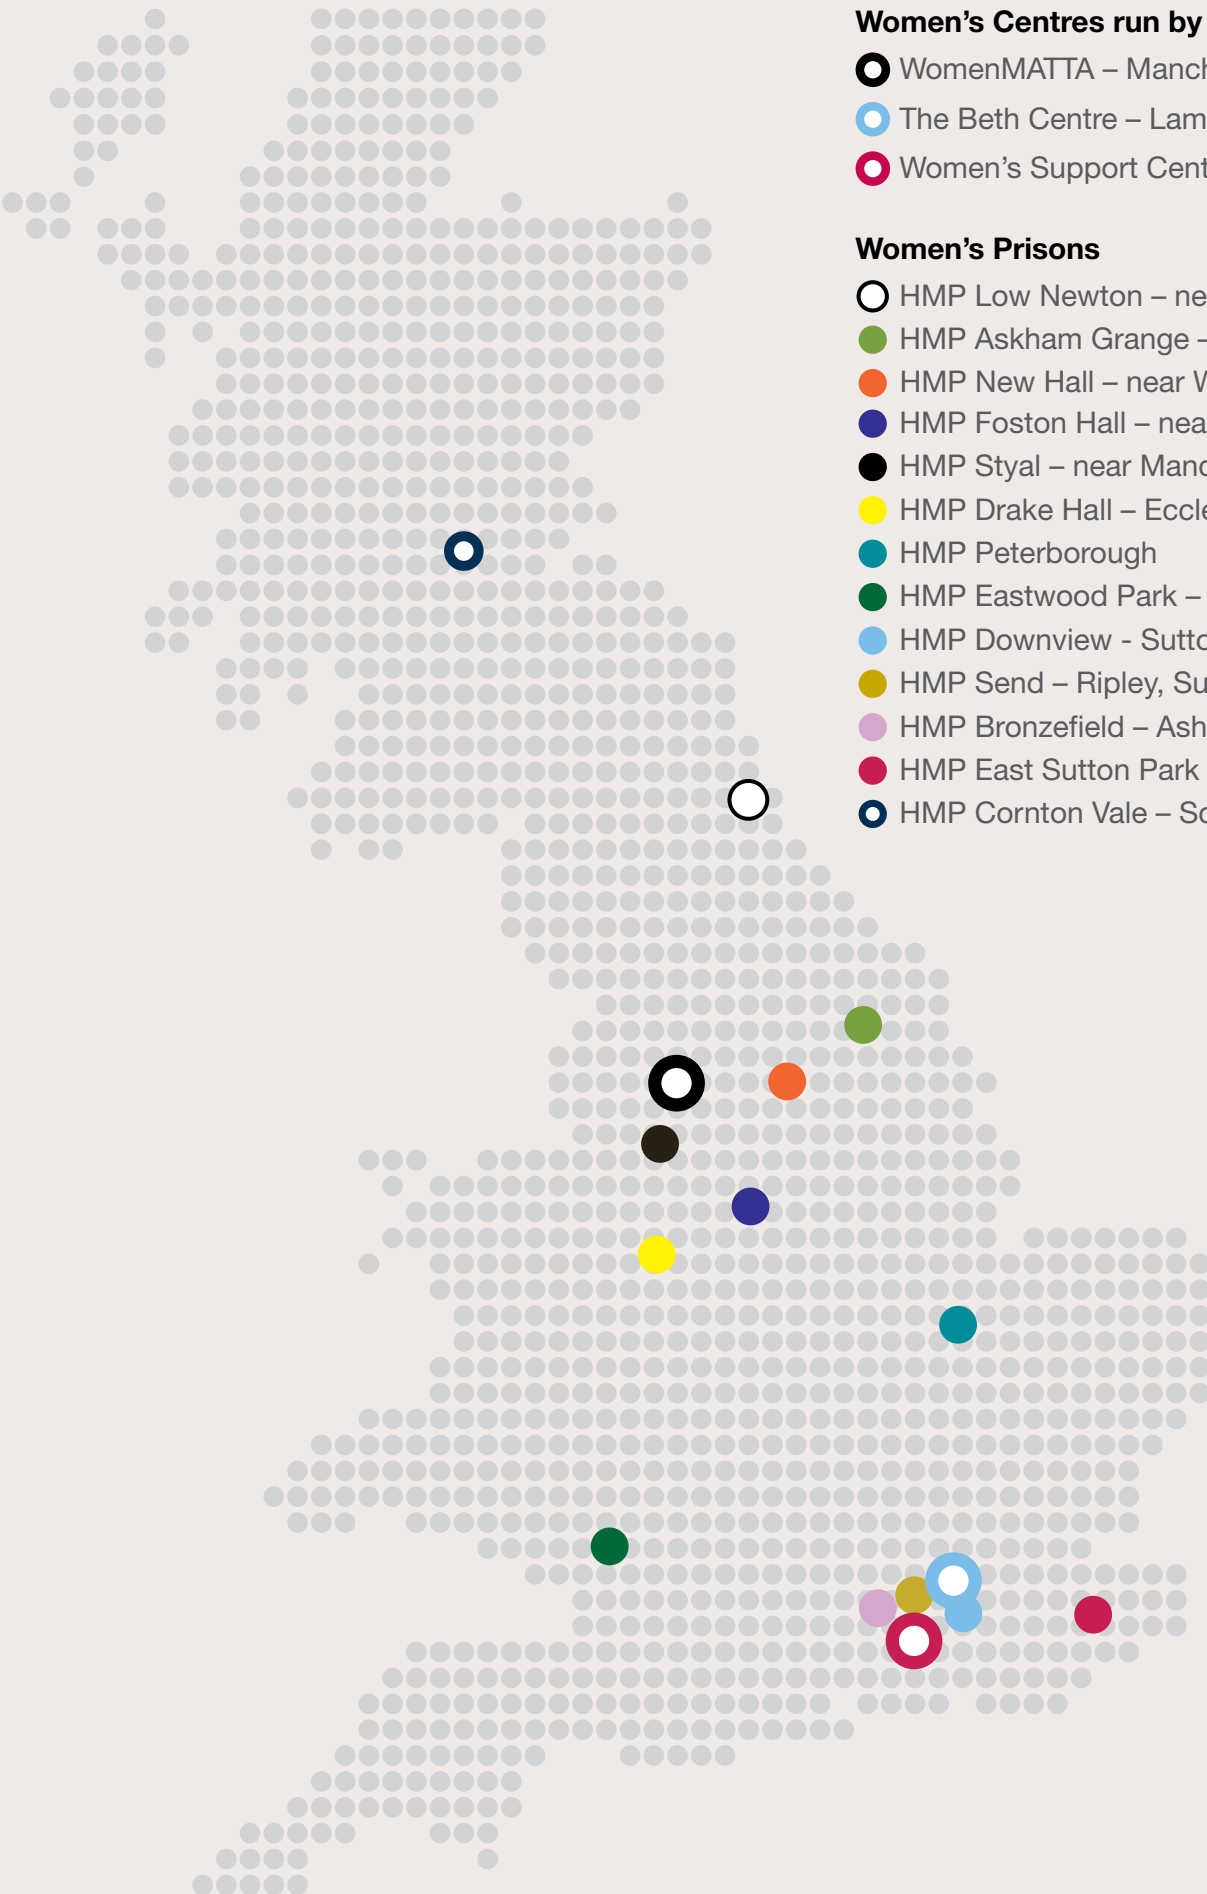 Women's Centres run by
WomenMATTA – Manch
The Beth Centre – Lam
Women's Support Cent
Women's Prisons
HMP Low Newton – ne
HMP Askham Grange –
HMP New Hall – near W
HMP Foston Hall – nea
HMP Styal – near Manc
HMP Drake Hall – Eccle
HMP Peterborough
HMP Eastwood Park –
HMP Downview - Sutto
HMP Send – Ripley, Su
HMP Bronzefield – Ash
HMP East Sutton Park
HMP Cornton Vale – Sc